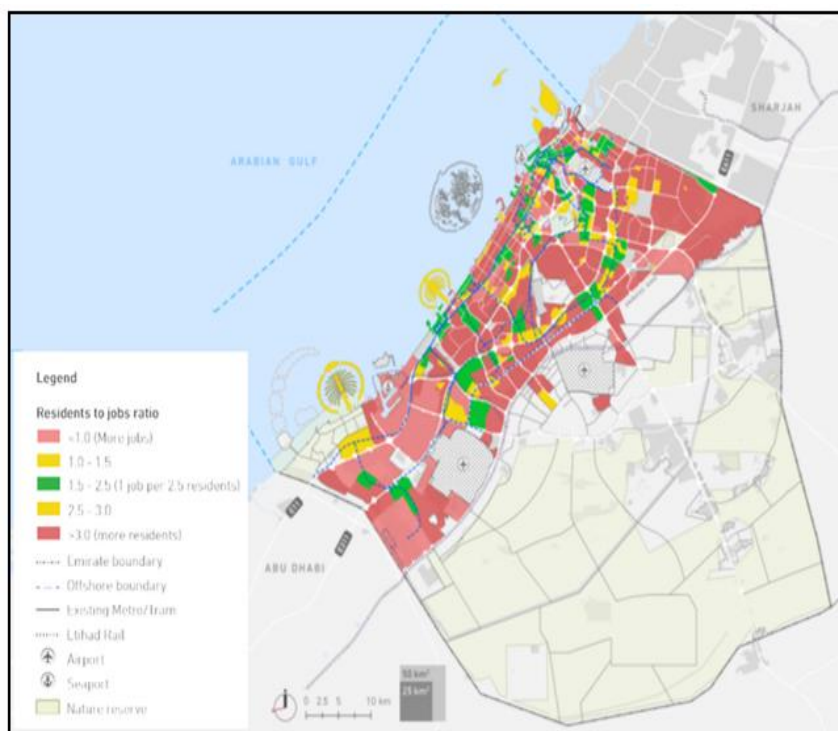 SHARJAH
E611
ARABIAN GULF
Legend
Residents to jobs ratio
<1.0 (More jobs)
1.0 - 1.5
1.5 - 2.5 (1 job per 2.5 residents)
2.5 - 3.0
>3.0 (more residents)
Emirate boundary
Offshore boundary
Existing Metro/Tram
Etihad Rail
Airport
Seaport
Nature reserve
E11
ABU DHABI
0 2.5 5 10 km
50 km²
25 km²